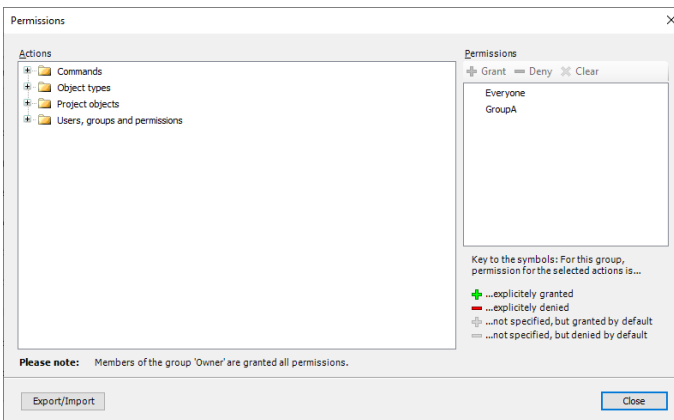 Permissions
Actions
Commands
Object types
Project objects
Users, groups and permissions
Permissions
Grant Deny Clear
Everyone
GroupA
Key to the symbols: For this group,
permission for the selected actions is...
...explicitely granted
...explicitely denied
...not specified, but granted by default
...not specified, but denied by default
Please note: Members of the group 'Owner' are granted all permissions.
Export/Import
Close